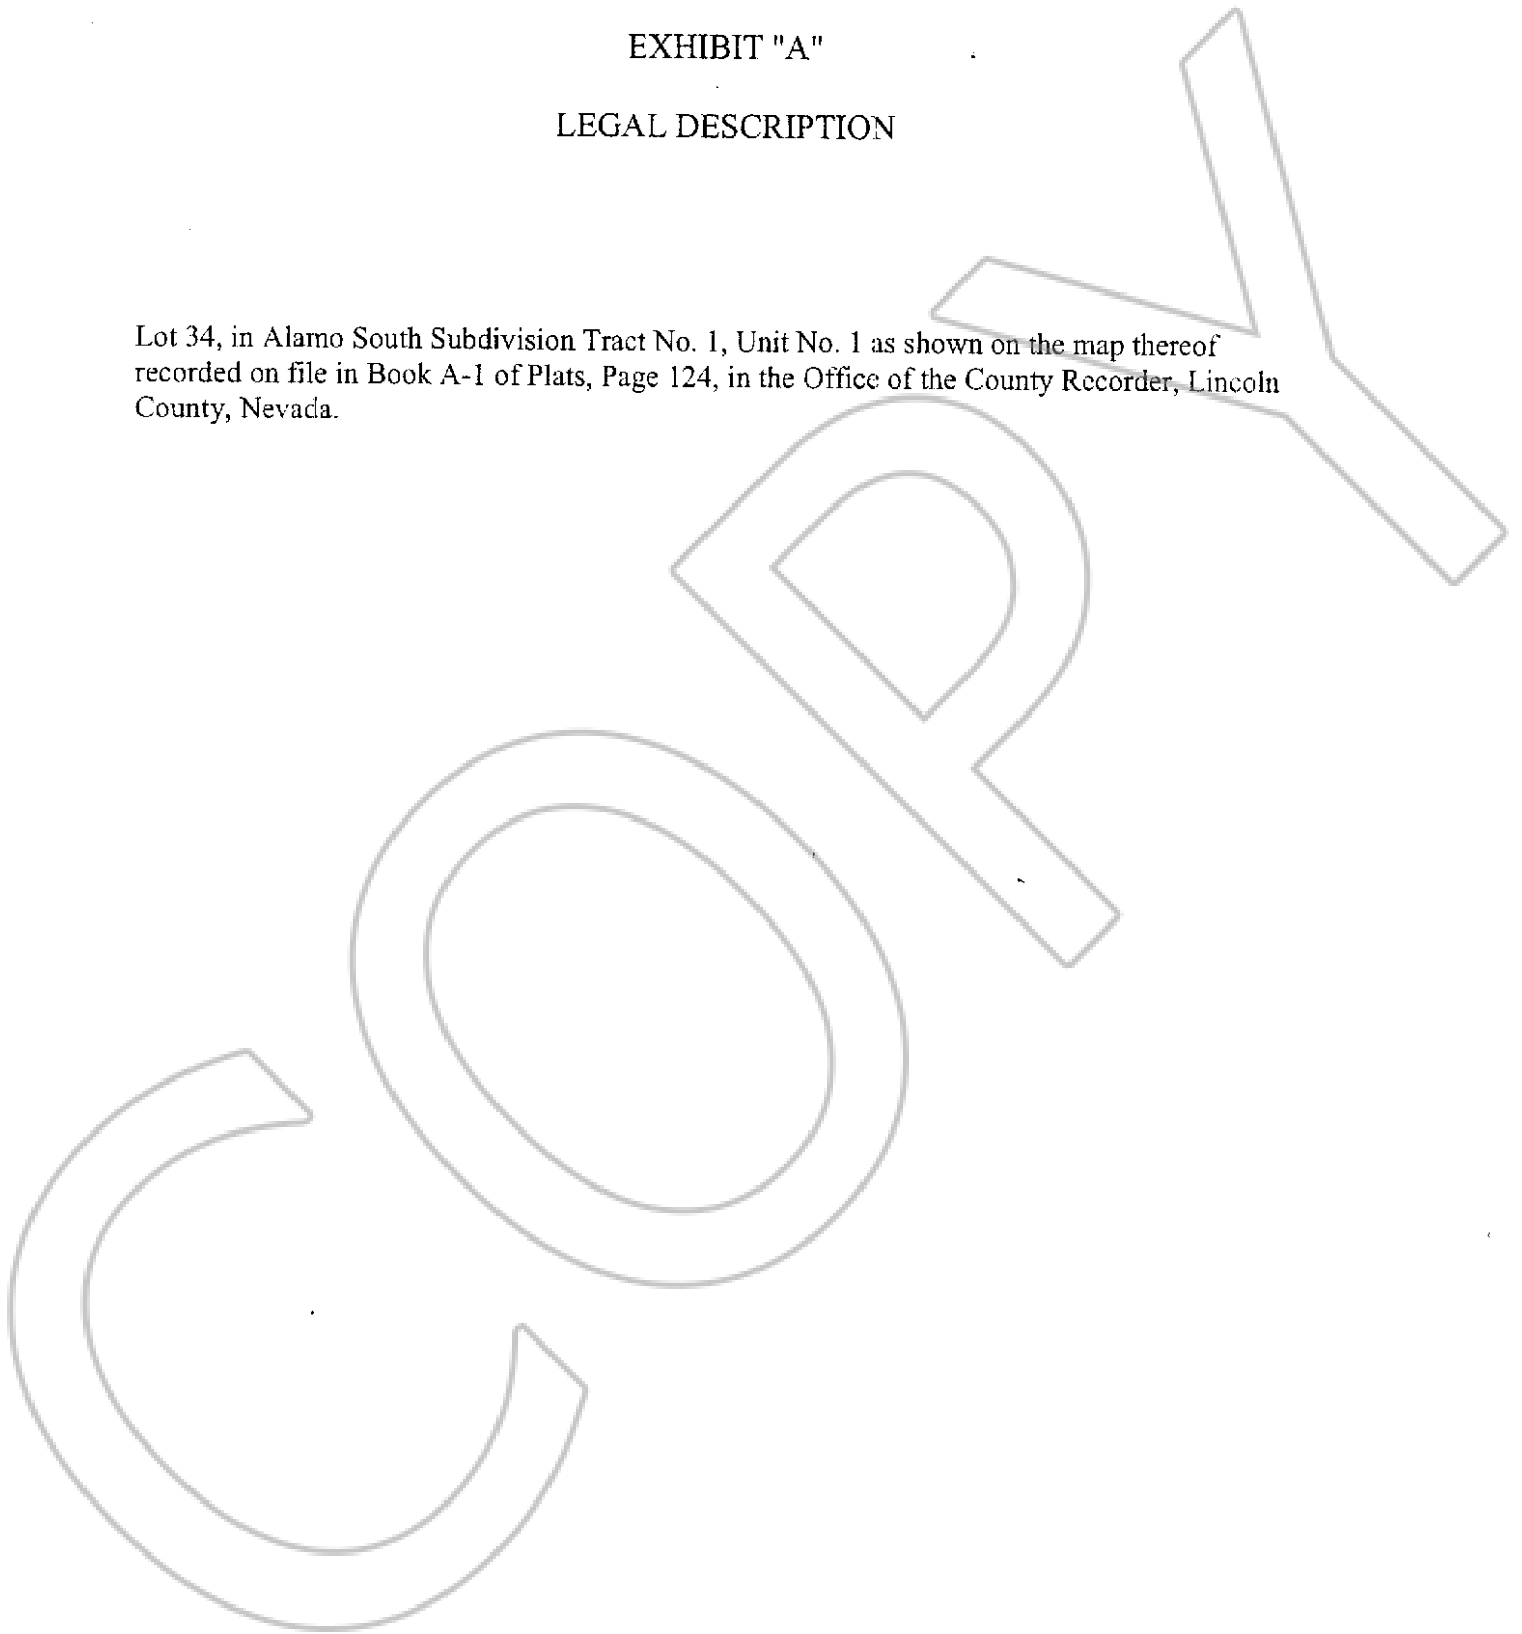 EXHIBIT "A"
LEGAL DESCRIPTION
Lot 34, in Alamo South Subdivision Tract No. 1, Unit No. 1 as shown on the map thereof
recorded on file in Book A-1 of Plats, Page 124, in the Office of the County Recorder, Lincoln
County, Nevada.
COPY